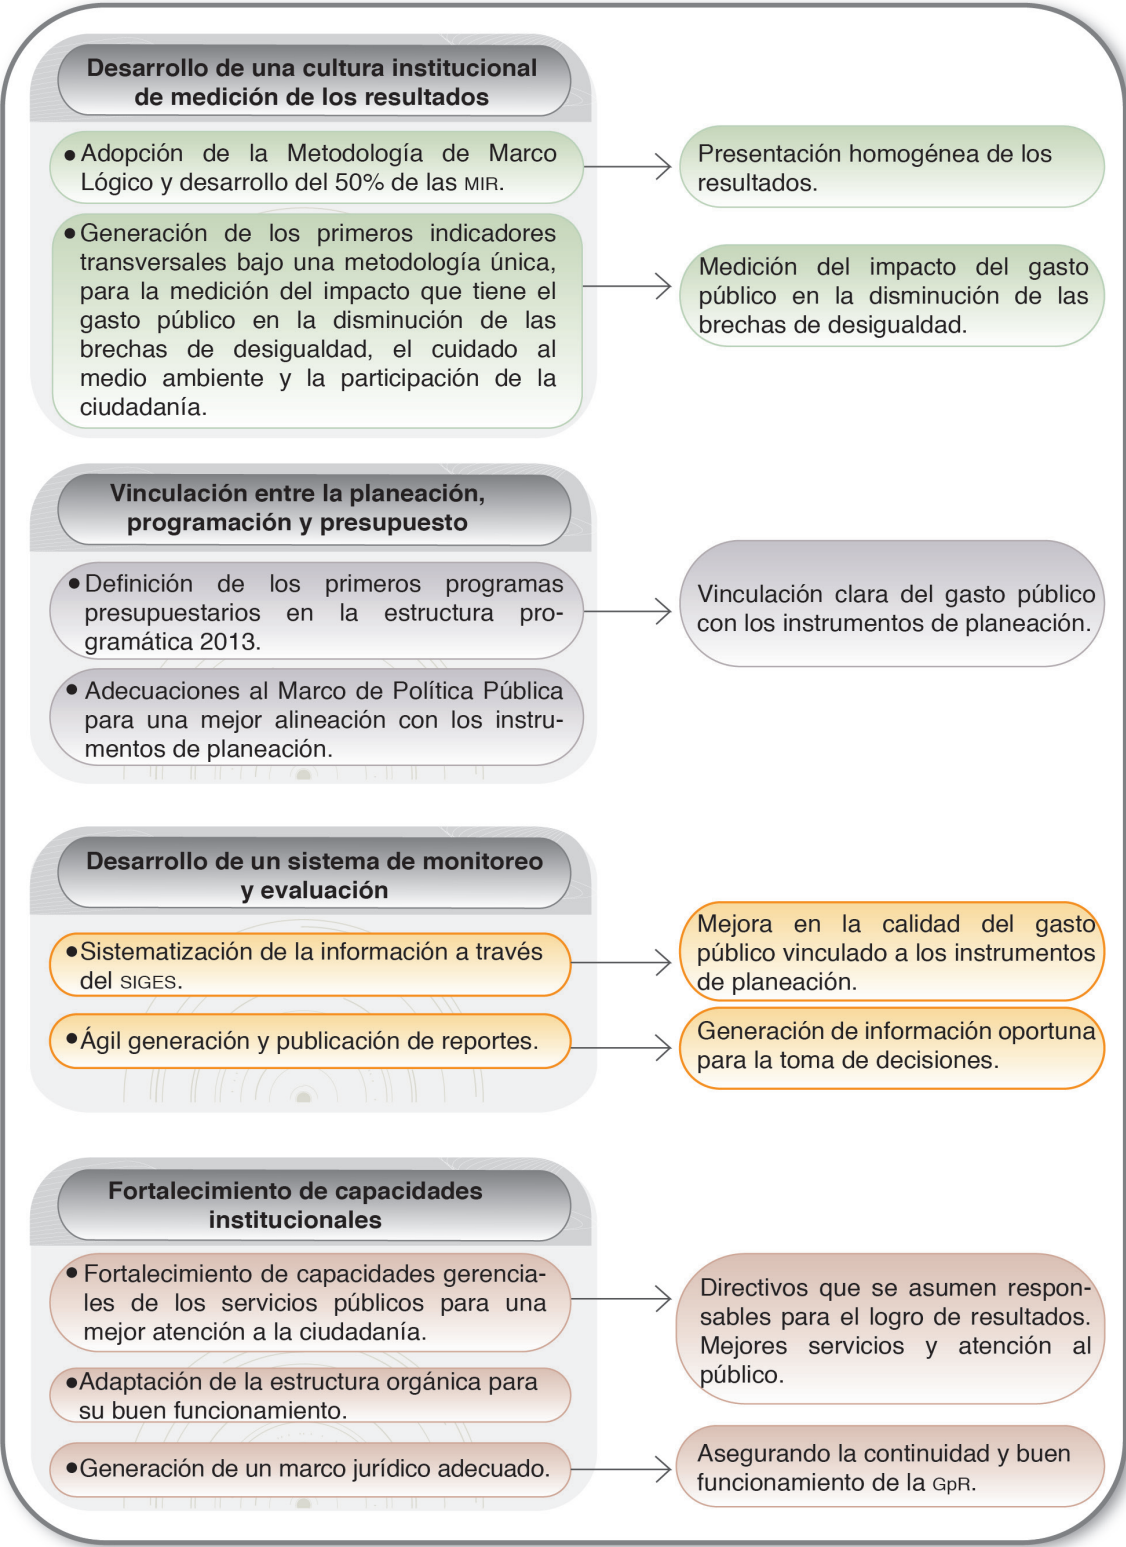 Desarrollo de una cultura institucional
de medición de los resultados
• Adopción de la Metodología de Marco
Lógico y desarrollo del 50% de las MIR.
Presentación homogénea de los
resultados.
• Generación de los primeros indicadores
transversales bajo una metodología única,
para la medición del impacto que tiene el
gasto público en la disminución de las
brechas de desigualdad, el cuidado al
medio ambiente y la participación de la
ciudadanía.
Medición del impacto del gasto
público en la disminución de las
brechas de desigualdad.
Vinculación entre la planeación,
programación y presupuesto
• Definición de los primeros programas
presupuestarios en la estructura pro-
gramática 2013.
Vinculación clara del gasto público
con los instrumentos de planeación.
• Adecuaciones al Marco de Política Pública
para una mejor alineación con los instru-
mentos de planeación.
Desarrollo de un sistema de monitoreo
y evaluación
• Sistematización de la información a través
del SIGES.
Mejora en la calidad del gasto
público vinculado a los instrumentos
de planeación.
• Ágil generación y publicación de reportes.
Generación de información oportuna
para la toma de decisiones.
Fortalecimiento de capacidades
institucionales
• Fortalecimiento de capacidades gerencia-
les de los servicios públicos para una
mejor atención a la ciudadanía.
Directivos que se asumen respon-
sables para el logro de resultados.
Mejores servicios y atención al
público.
• Adaptación de la estructura orgánica para
su buen funcionamiento.
• Generación de un marco jurídico adecuado.
Asegurando la continuidad y buen
funcionamiento de la GpR.